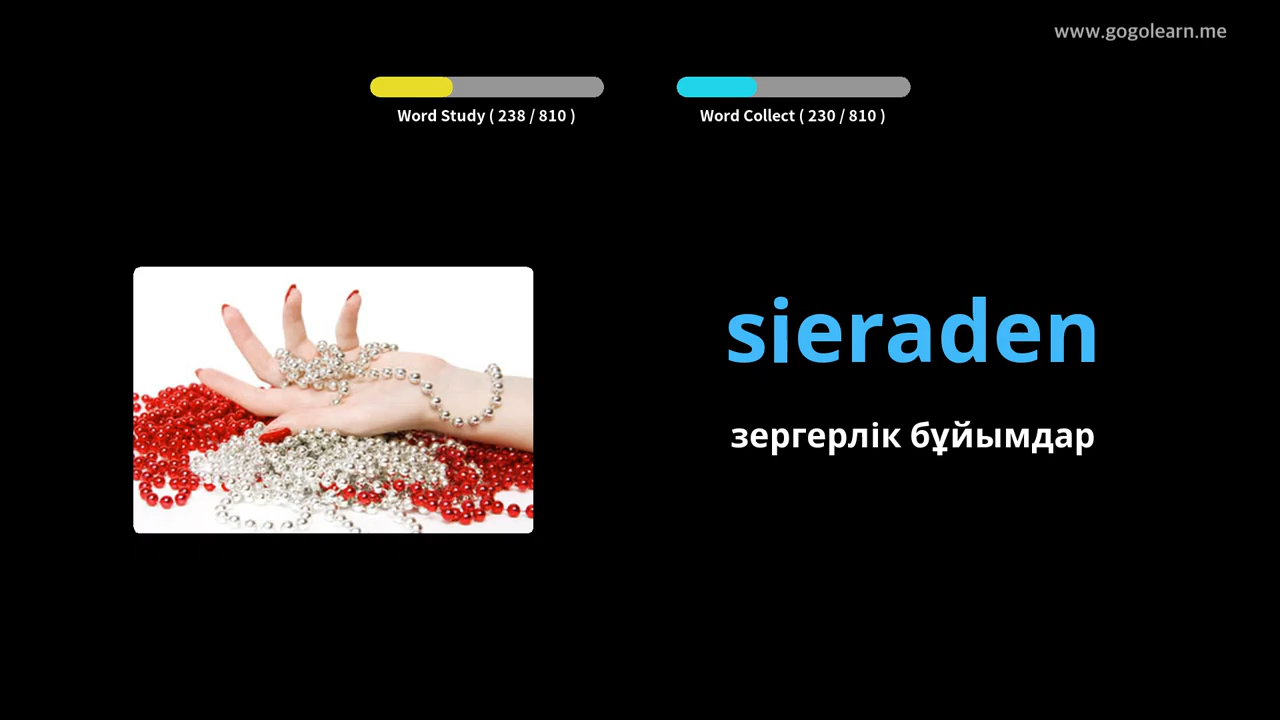 www.gogolearn.me
Word Study ( 238 / 810 )
Word Collect ( 230 / 810 )
sieraden
зергерлік бұйымдар